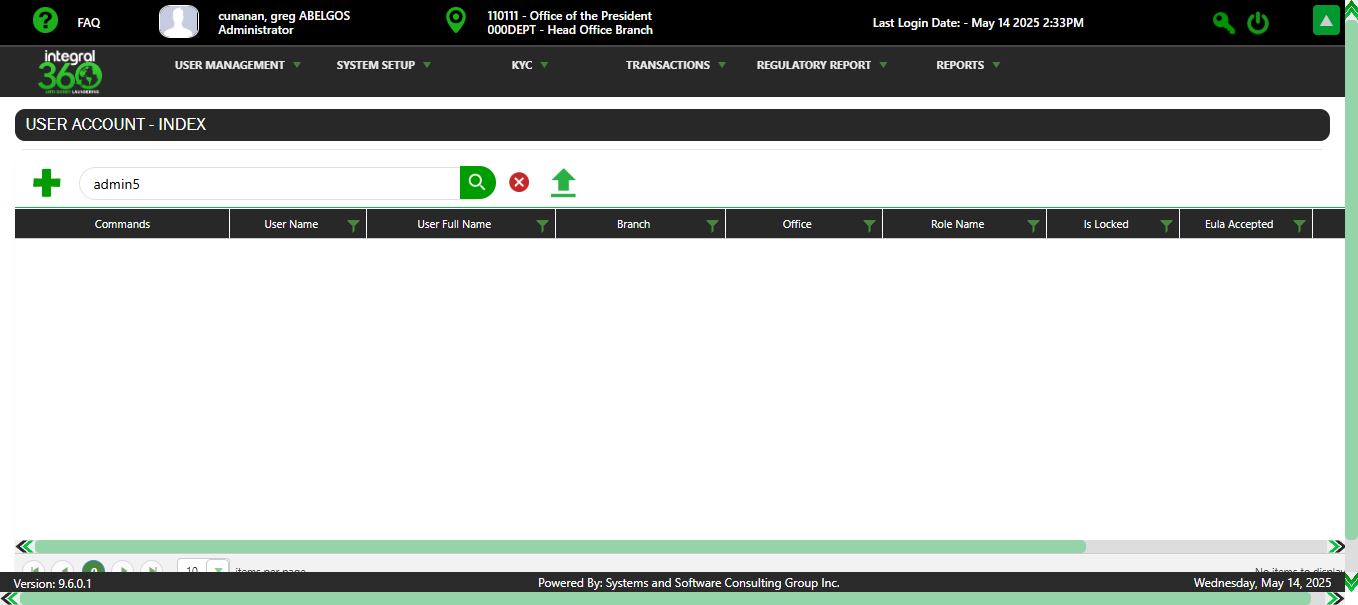 FAQ
cunanan, greg ABELGOS
Administrator
110111 - Office of the President
000DEPT - Head Office Branch
Last Login Date: - May 14 2025 2:33PM
integral
360
USER MANAGEMENT
SYSTEM SETUP
KYC
TRANSACTIONS
REGULATORY REPORT
REPORTS
USER ACCOUNT - INDEX
admin5
Commands
User Name
User Full Name
Branch
Office
Role Name
Is Locked
Eula Accepted
0
10
items per page
No items to display
Version: 9.6.0.1
Powered By: Systems and Software Consulting Group Inc.
Wednesday, May 14, 2025